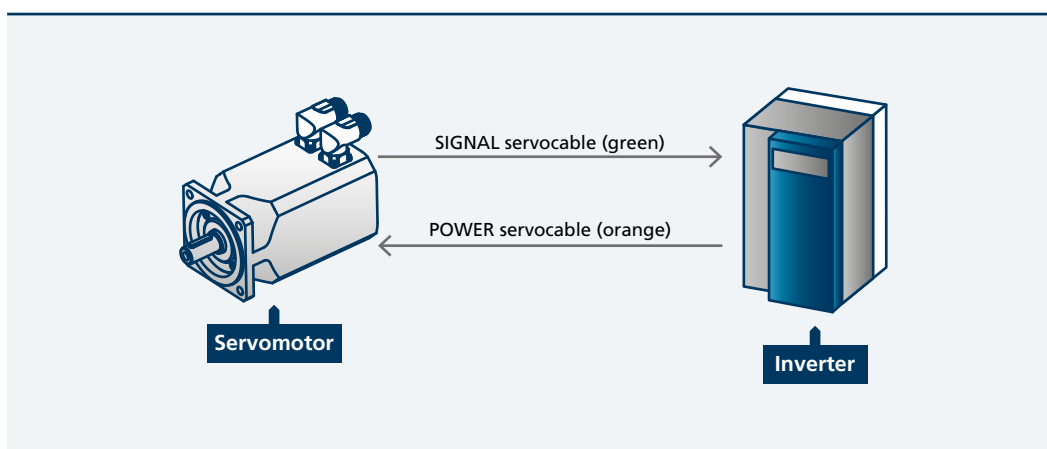 SIGNAL servocable (green)
POWER servocable (orange)
Servomotor
Inverter